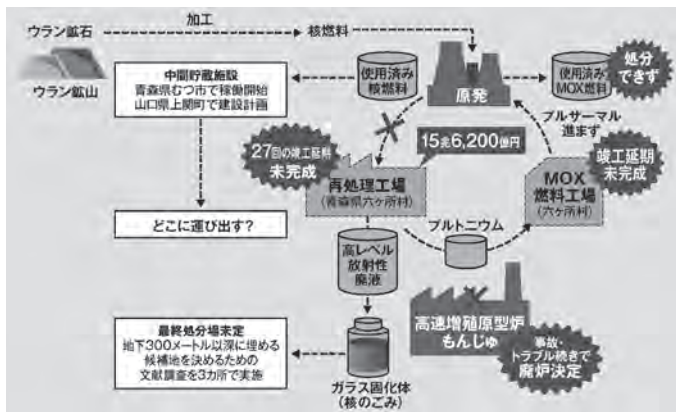 ウラン鉱石
加工
核燃料
ウラン鉱山
中間貯蔵施設
青森県むつ市で稼働開始
山口県上関町で建設計画
使用済み
核燃料
原発
使用済み
MOX燃料
処分
できず
プルサーマル
進まず
27回の竣工延期
未完成
15兆6,200億円
再処理工場
(青森県六ヶ所村)
MOX
燃料工場
(六ヶ所村)
竣工延期
未完成
どこに運び出す?
プルトニウム
高レベル
放射性
廃液
高速増殖原型炉
もんじゅ
事故・
トラブル続きで
廃炉決定
最終処分場未定
地下300メートル以深に埋める
候補地を決めるための
文献調査を3カ所で実施
ガラス固化体
(核のごみ)